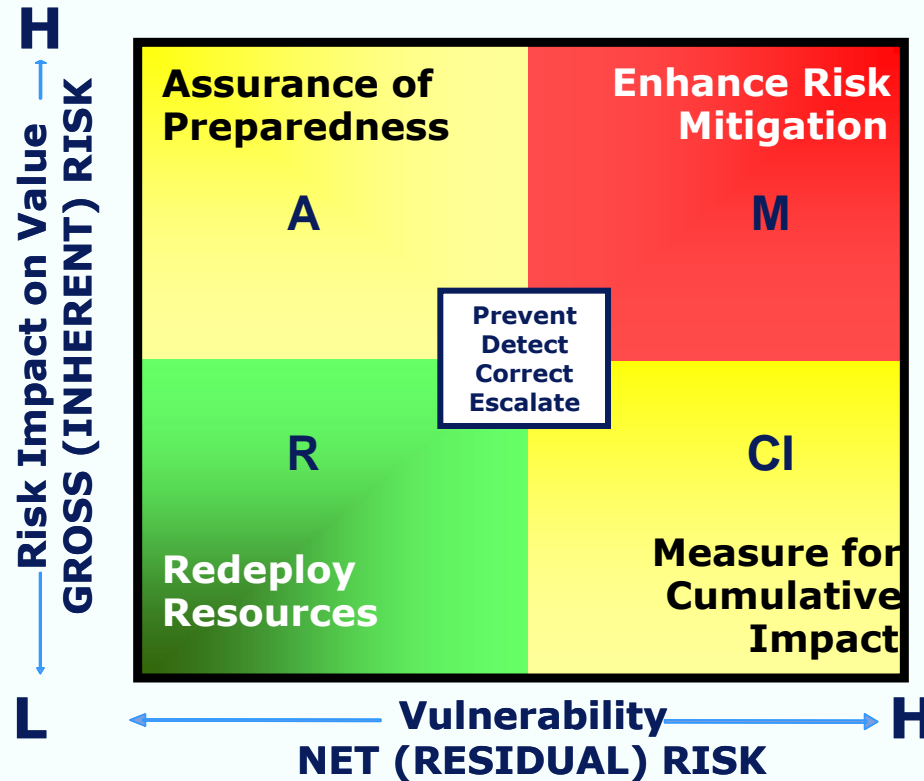 H
Risk Impact on Value
GROSS (INHERENT) RISK
Assurance of
Preparedness
A
Enhance Risk
Mitigation
M
Prevent
Detect
Correct
Escalate
R
Redeploy
Resources
CI
Measure for
Cumulative
Impact
L
Vulnerability
H
NET (RESIDUAL) RISK